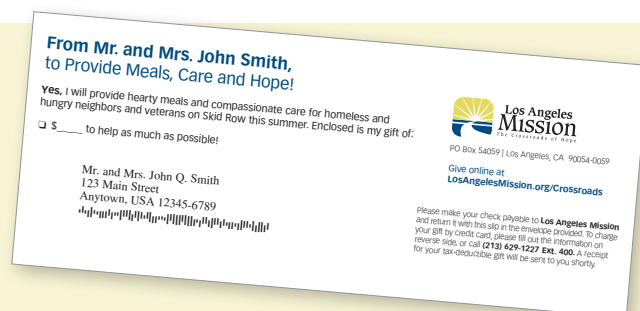 From Mr. and Mrs. John Smith,
to Provide Meals, Care and Hope!
Yes, I will provide hearty meals and compassionate care for homeless and
hungry neighbors and veterans on Skid Row this summer. Enclosed is my gift of:
❏ $____ to help as much as possible!
Mr. and Mrs. John Q. Smith
123 Main Street
Anytown, USA 12345-6789
Los Angeles
Mission
The Crossroads of Hope
PO Box 54059 | Los Angeles, CA 90054-0059
Give online at
LosAngelesMission.org/Crossroads
Please make your check payable to Los Angeles Mission
and return it with this slip in the envelope provided. To charge
your gift by credit card, please fill out the information on
reverse side, or call (213) 629-1227 Ext. 400. A receipt
for your tax-deductible gift will be sent to you shortly.